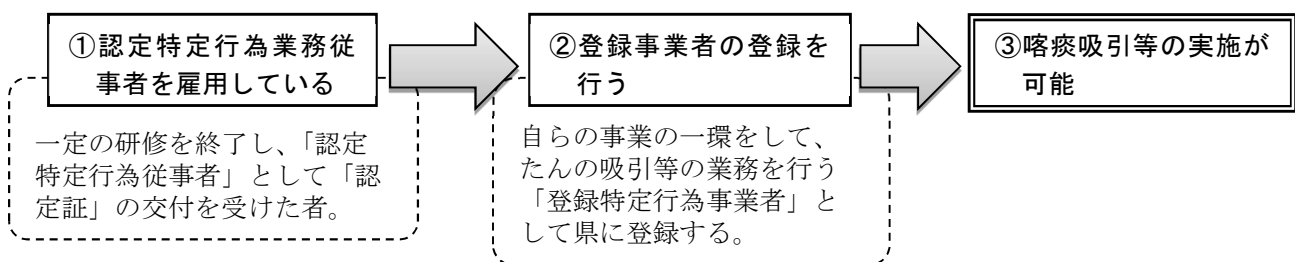 ①認定特定行為業務従
事者を雇用している
一定の研修を終了し、「認定
特定行為従事者」として「認
定証」の交付を受けた者。
②登録事業者の登録を
行う
自らの事業の一環をして、
たんの吸引等の業務を行う
「登録特定行為事業者」と
して県に登録する。
③喀痰吸引等の実施が
可能